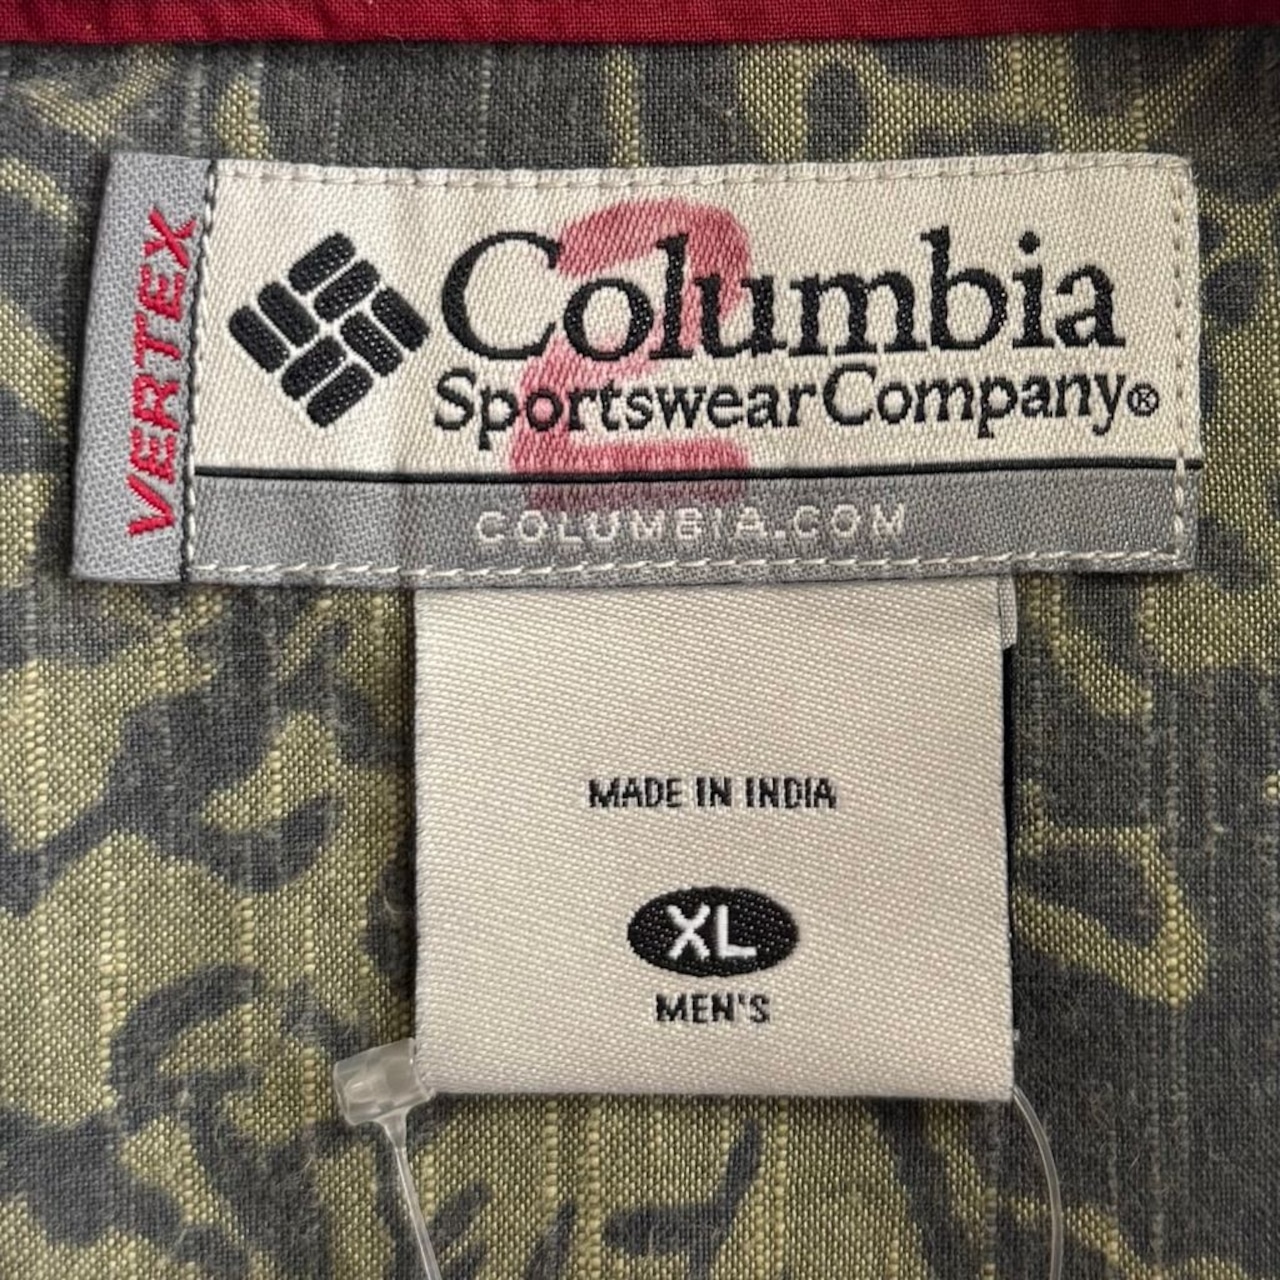 VERTEX
Columbia
Sportswear Company®
COLUMBIA.COM
MADE IN INDIA
XL
MEN'S